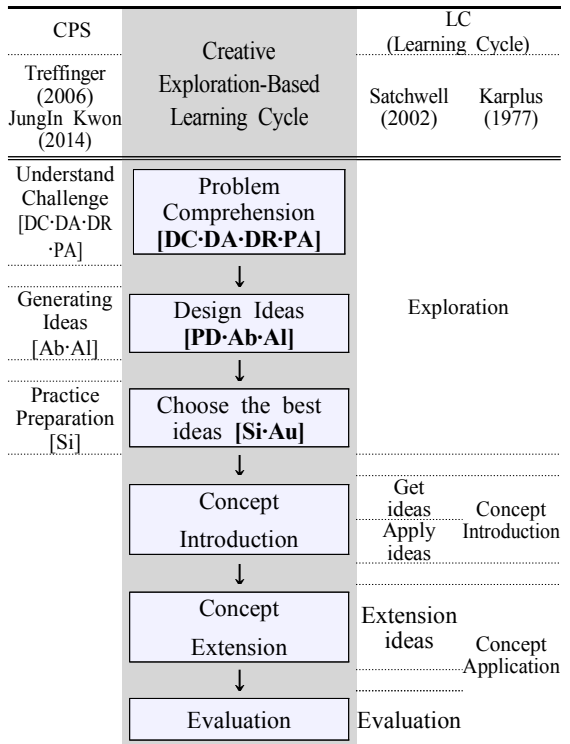 CPS
Treffinger
(2006)
JungIn Kwon
(2014)
Creative
Exploration-Based
Learning Cycle
LC
(Learning Cycle)
Satchwell
(2002)
Karplus
(1977)
Understand
Challenge
[DC·DA·DR
·PA]
Problem
Comprehension
[DC·DA·DR·PA]
↓
Generating
Ideas
[Ab·Al]
Design Ideas
[PD·Ab·Al]
Exploration
↓
Practice
Preparation
[Si]
Choose the best
ideas [Si·Au]
↓
Concept
Introduction
Get
ideas
Apply
ideas
Concept
Introduction
↓
Concept
Extension
Extension
ideas
Concept
Application
↓
Evaluation
Evaluation